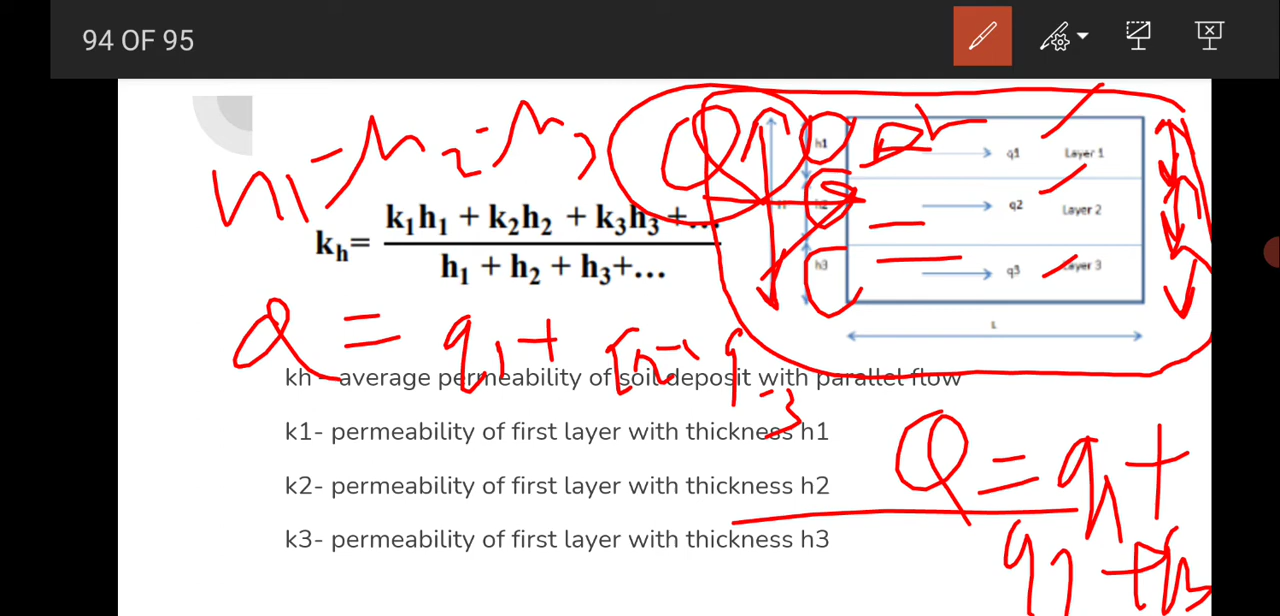 94 OF 95
h1 q1 Layer 1
q2 Layer 2
h3 q3 Layer 3
L
k₁h₁ + k₂h₂ + k₃h₃ +...
kₕ=
h₁ + h₂ + h₃+...
Q = q1 +
kh - average permeability of soil deposit with parallel flow
k1- permeability of first layer with thickness h1
Q = q1 +
k2- permeability of first layer with thickness h2
k3- permeability of first layer with thickness h3